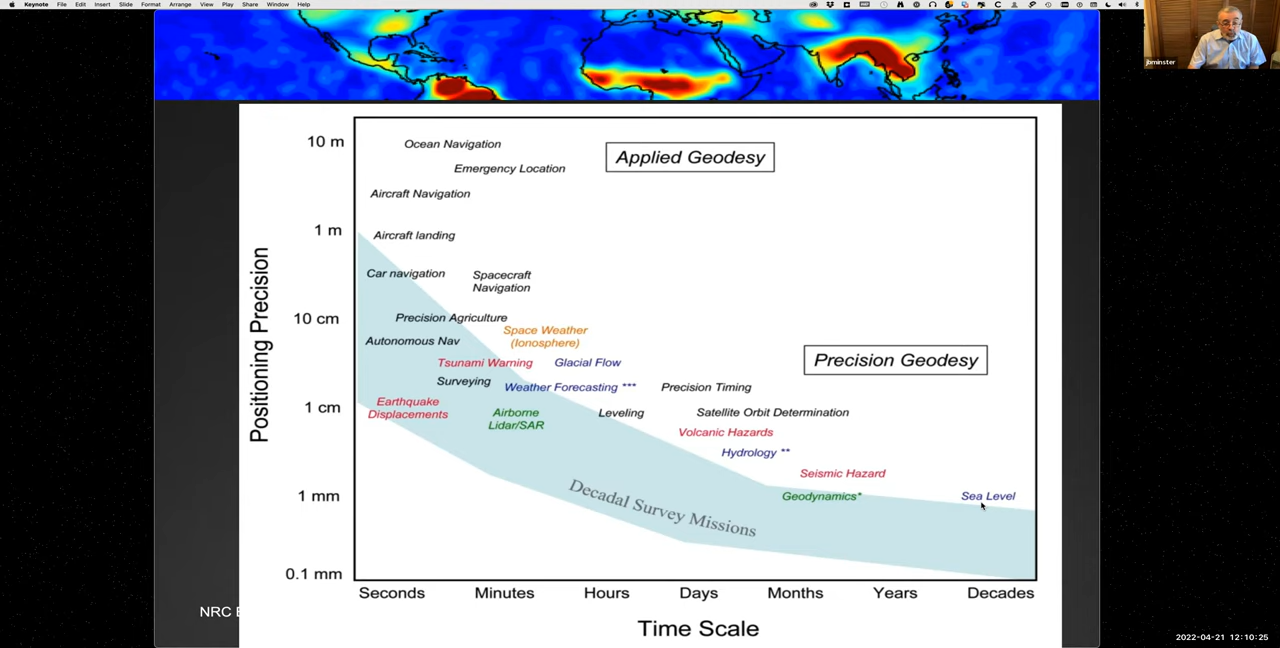 Keynote File Edit Insert Slide Format Arrange View Play Share Window Help
jbminster
10 m
1 m
10 cm
1 cm
1 mm
0.1 mm
Positioning Precision
Ocean Navigation
Emergency Location
Applied Geodesy
Aircraft Navigation
Aircraft landing
Car navigation
Spacecraft
Navigation
Precision Agriculture
Space Weather
(Ionosphere)
Autonomous Nav
Precision Geodesy
Tsunami Warning
Glacial Flow
Surveying
Weather Forecasting ***
Precision Timing
Earthquake
Displacements
Airborne
Lidar/SAR
Leveling
Satellite Orbit Determination
Volcanic Hazards
Hydrology **
Seismic Hazard
Geodynamics*
Sea Level
Decadal Survey Missions
Seconds
Minutes
Hours
Days
Months
Years
Decades
Time Scale
NRC
2022-04-21 12:10:25